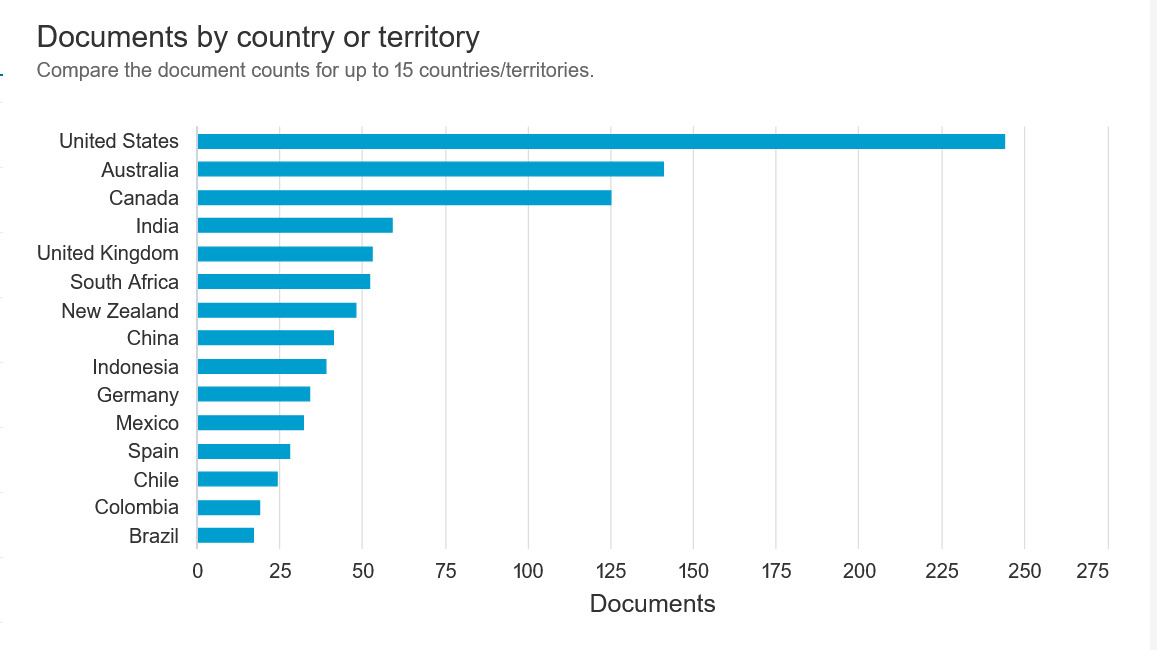 Documents by country or territory
Compare the document counts for up to 15 countries/territories.
United States
Australia
Canada
India
United Kingdom
South Africa
New Zealand
China
Indonesia
Germany
Mexico
Spain
Chile
Colombia
Brazil
0 25 50 75 100 125 150 175 200 225 250 275
Documents